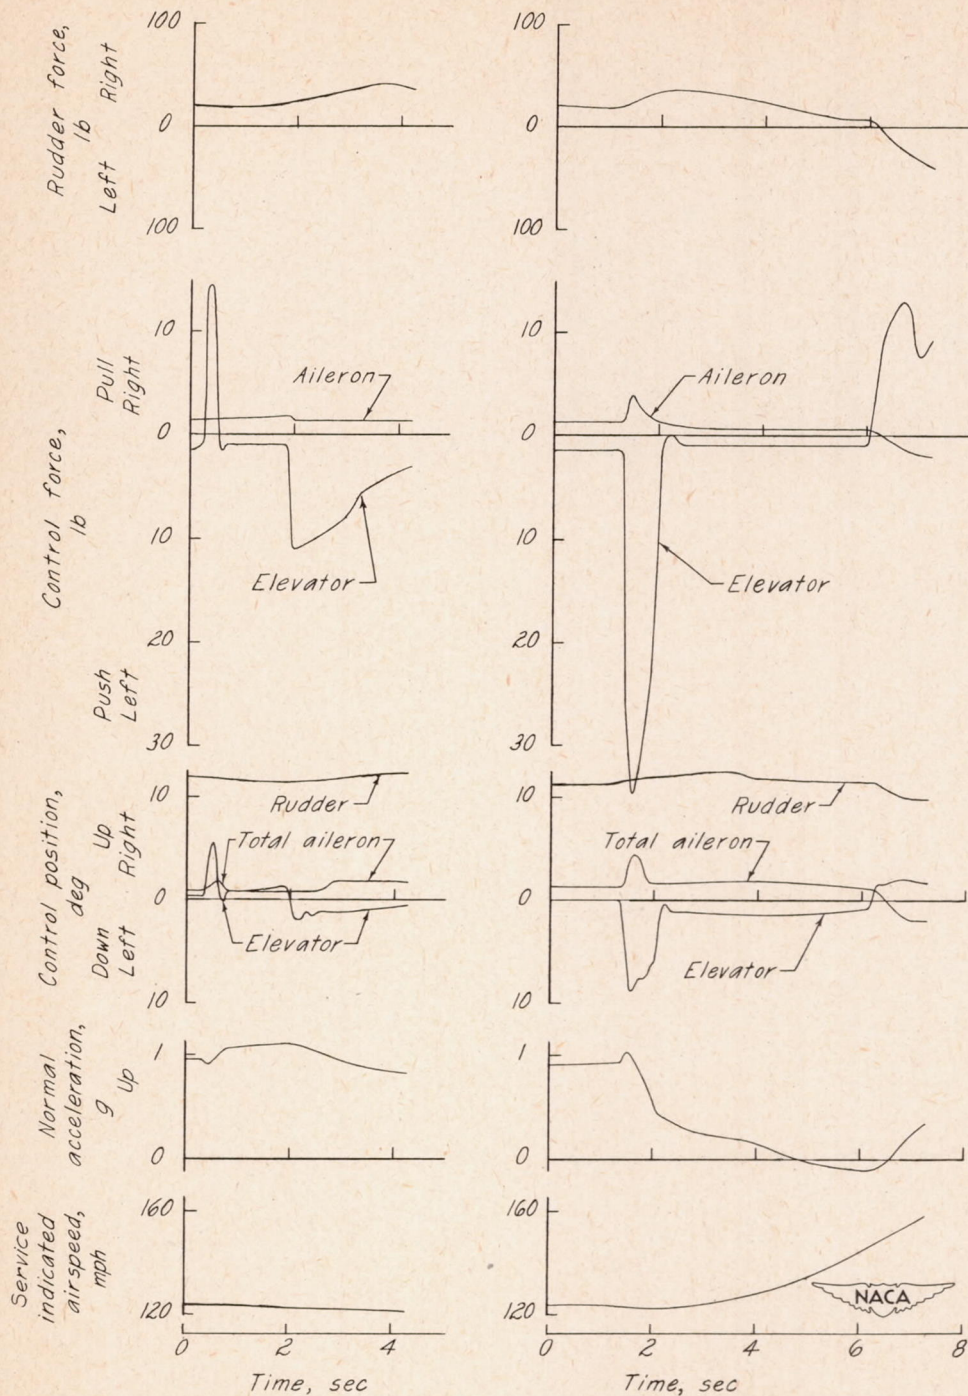 Rudder force,
lb
Left Right
100
0
100
100
0
100
Control force,
lb
Pull
Right
Push
Left
10
0
10
20
30
Aileron
Elevator
10
0
10
20
30
Aileron
Elevator
Control position,
deg
Down Up
Left Right
10
0
10
Rudder
Total aileron
Elevator
10
0
10
Rudder
Total aileron
Elevator
Normal
acceleration,
g
Up
1
0
1
0
Service
indicated
airspeed,
mph
160
120
160
120
NACA
0 2 4
Time, sec
0 2 4 6 8
Time, sec